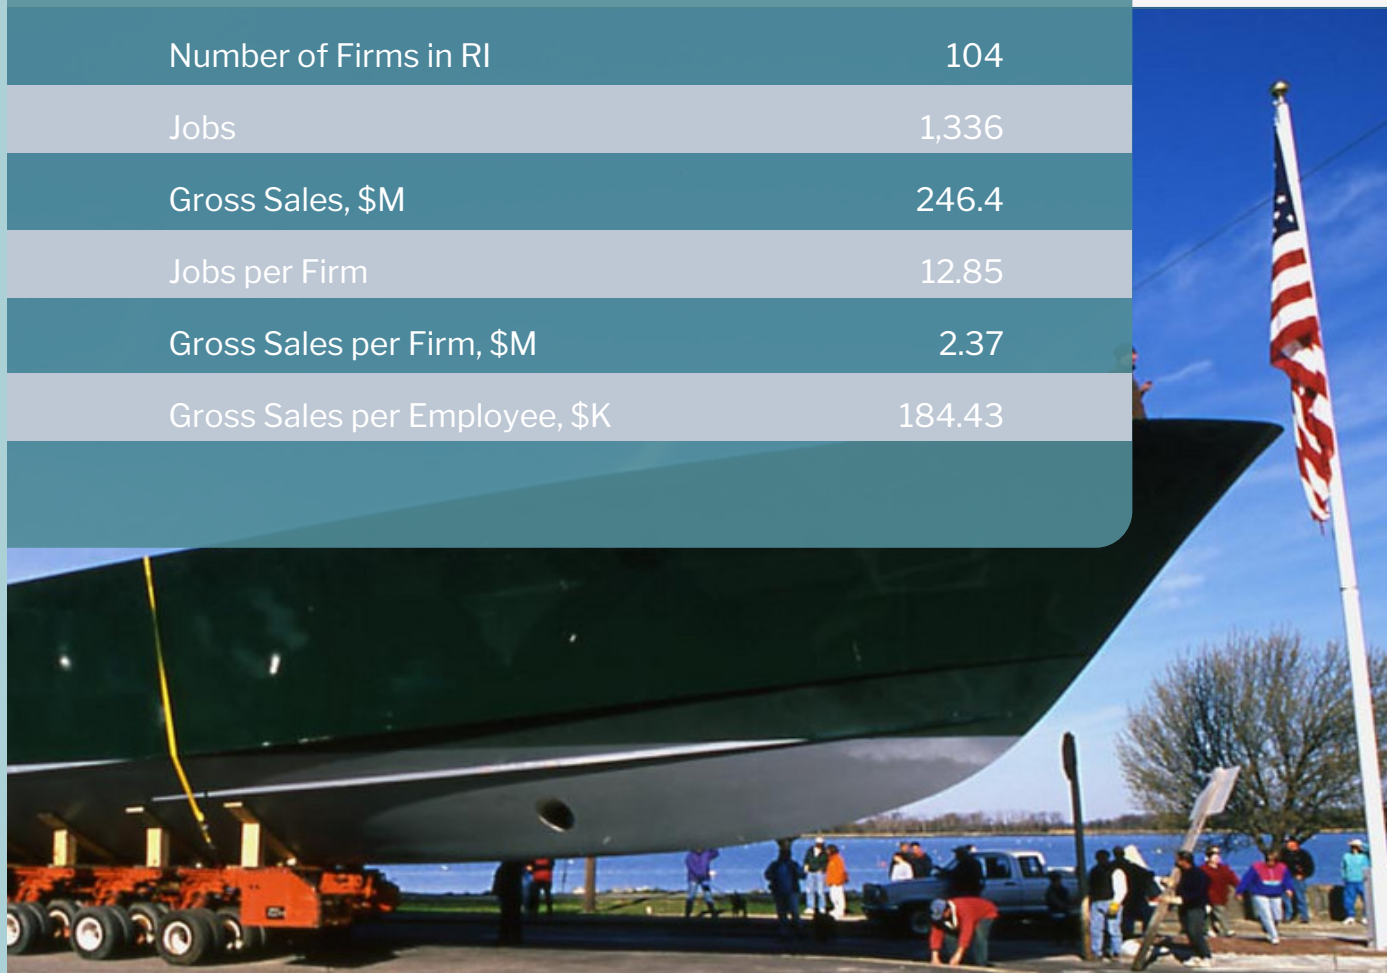 Number of Firms in RI 104
Jobs 1,336
Gross Sales, $M 246.4
Jobs per Firm 12.85
Gross Sales per Firm, $M 2.37
Gross Sales per Employee, $K 184.43